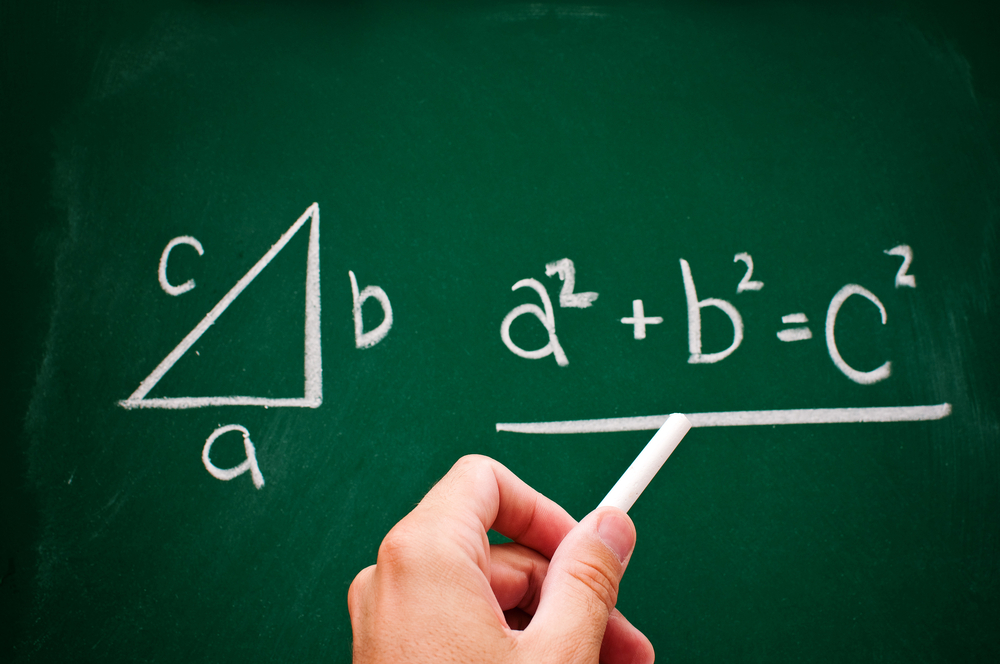 c
b
a
a² + b² = c²